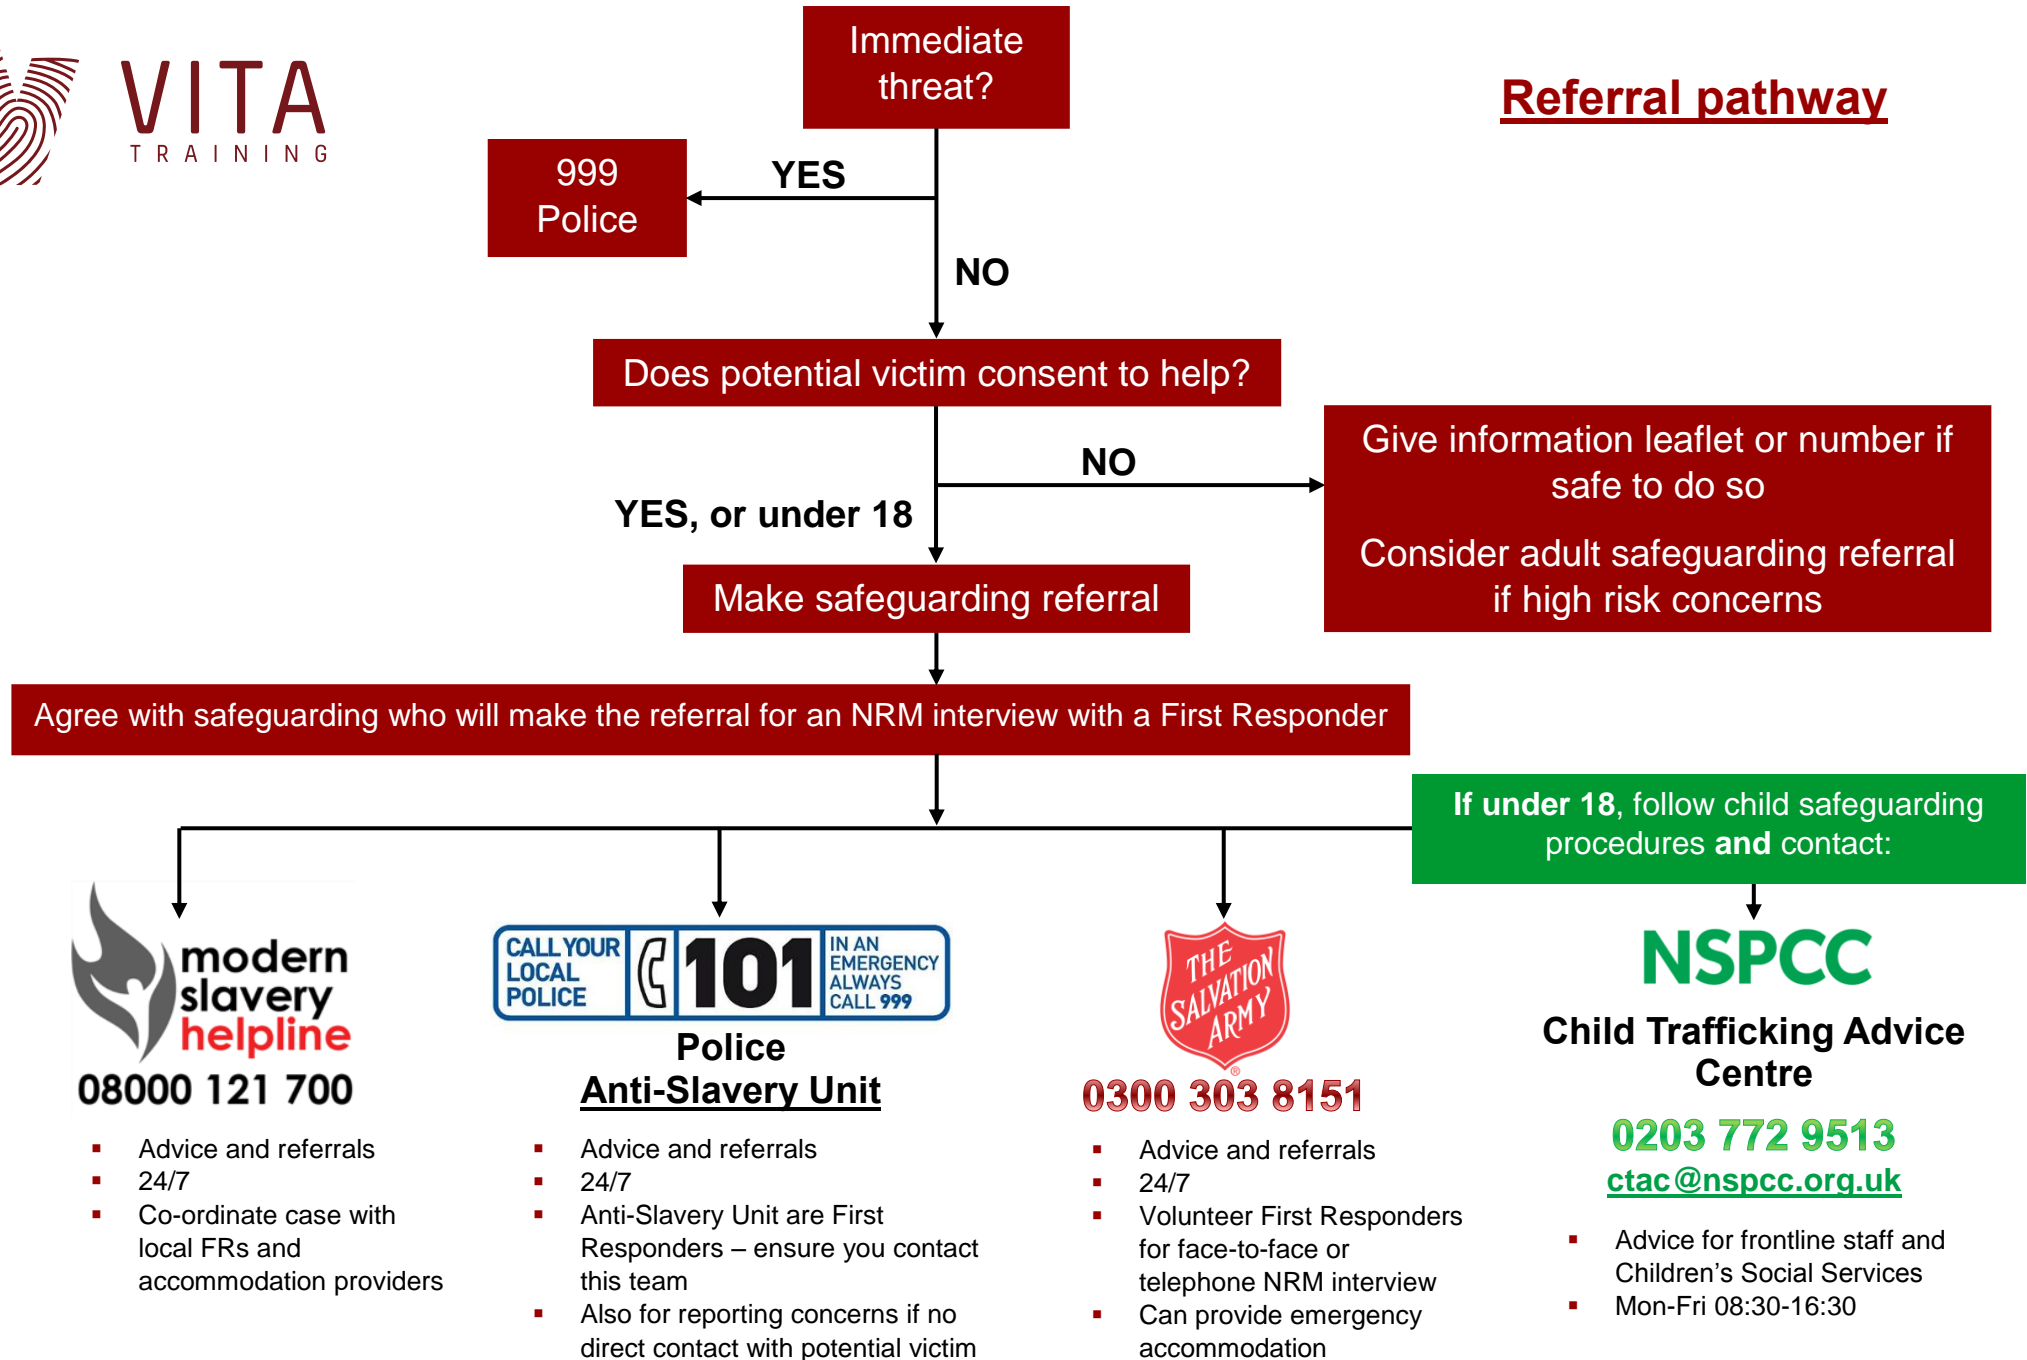 VITA
TRAINING
Immediate
threat?
Referral pathway
999
Police
YES
NO
Does potential victim consent to help?
NO
Give information leaflet or number if
safe to do so
Consider adult safeguarding referral
if high risk concerns
YES, or under 18
Make safeguarding referral
Agree with safeguarding who will make the referral for an NRM interview with a First Responder
If under 18, follow child safeguarding
procedures and contact:
modern
slavery
helpline
08000 121 700
▪ Advice and referrals
▪ 24/7
▪ Co-ordinate case with
local FRs and
accommodation providers
CALL YOUR
LOCAL
POLICE
101
IN AN
EMERGENCY
ALWAYS
CALL 999
Police
Anti-Slavery Unit
▪ Advice and referrals
▪ 24/7
▪ Anti-Slavery Unit are First
Responders – ensure you contact
this team
▪ Also for reporting concerns if no
direct contact with potential victim
THE
SALVATION
ARMY
®
0300 303 8151
▪ Advice and referrals
▪ 24/7
▪ Volunteer First Responders
for face-to-face or
telephone NRM interview
▪ Can provide emergency
accommodation
NSPCC
Child Trafficking Advice
Centre
0203 772 9513
ctac@nspcc.org.uk
▪ Advice for frontline staff and
Children’s Social Services
▪ Mon-Fri 08:30-16:30